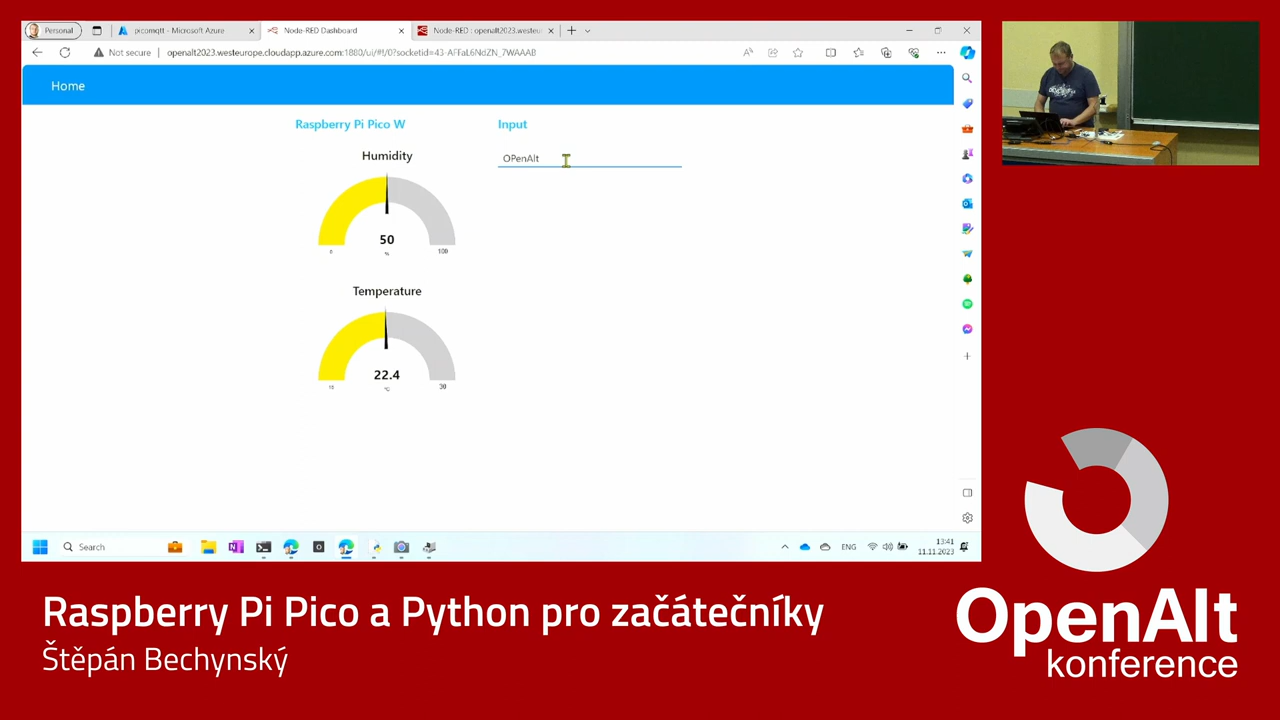 Personal
picomqtt - Microsoft Azure
Node-RED Dashboard
Node-RED : openalt2023.westeu
Not secure
openalt2023.westeurope.cloudapp.azure.com:1880/ui/#!/0?socketid=43-AFFaL6NdZN_7WAAAB
Home
Raspberry Pi Pico W
Input
Humidity
OPenAlt
50
%
0
100
Temperature
22.4
°C
30
Search
ENG
13:41
11.11.2023
Raspberry Pi Pico a Python pro začátečníky
Štěpán Bechynský
OpenAlt
konference